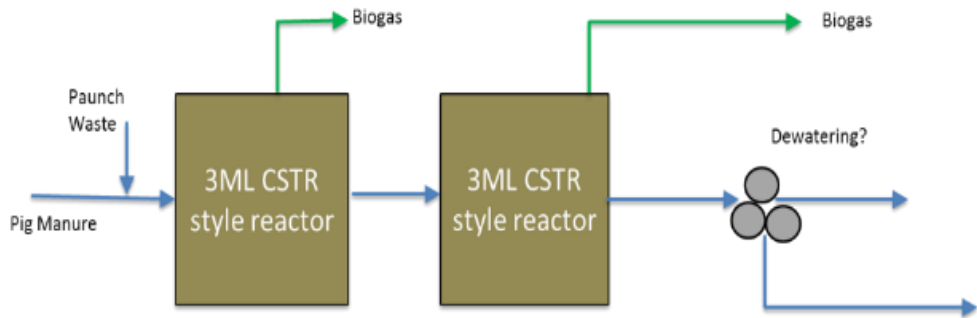 Biogas
Biogas
Paunch
Waste
Dewatering?
3ML CSTR
style reactor
3ML CSTR
style reactor
Pig Manure